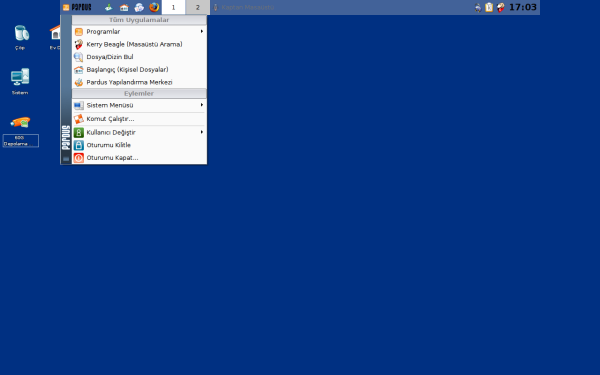 PARDUS
1
2
17:03
Çöp
Ev D
Sistem
Depolama
Tüm Uygulamalar
Programlar
Kerry Beagle (Masaüstü Arama)
Dosya/Dizin Bul
Başlangıç (Kişisel Dosyalar)
Pardus Yapılandırma Merkezi
Eylemler
Sistem Menüsü
Komut Çalıştır...
Kullanıcı Değiştir
Oturumu Kilitle
Oturumu Kapat...
PARDUS